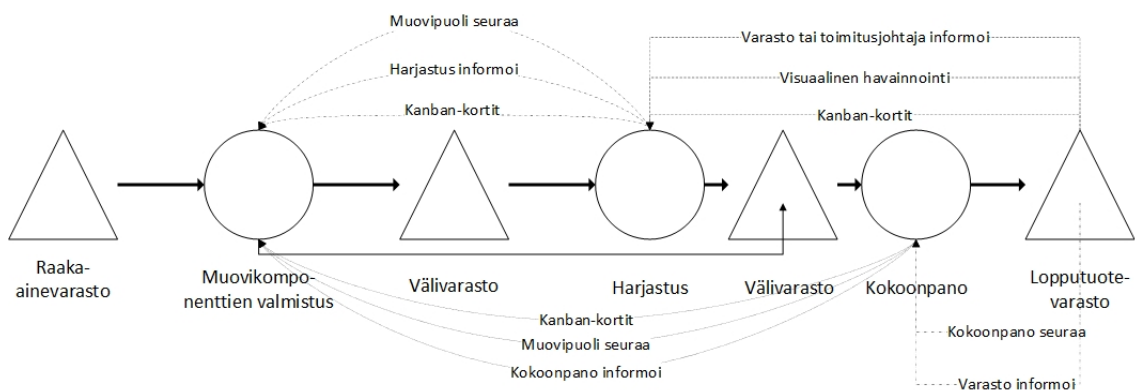 Muovipuoli seuraa
Varasto tai toimitusjohtaja informoi
Harjastus informoi
Visuaalinen havainnointi
Kanban-kortit
Kanban-kortit
Raaka-
ainevarasto
Muovikompo-
nenttien valmistus
Välivarasto
Harjastus
Välivarasto
Kokoonpano
Lopputuote-
varasto
Kanban-kortit
Muovipuoli seuraa
Kokoonpano informoi
Kokoonpano seuraa
Varasto informoi